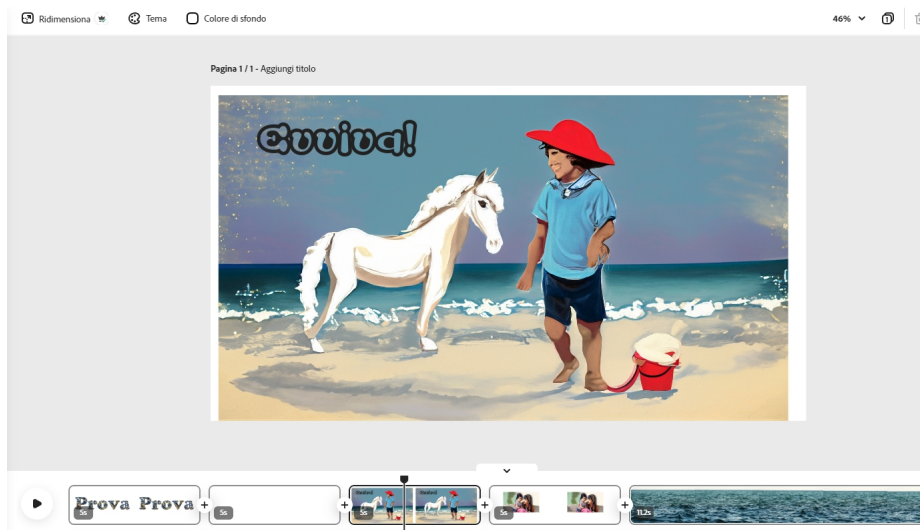 Ridimensiona Tema Colore di sfondo 46% 1
Pagina 1 / 1 - Aggiungi titolo
Evviva!
Prova Prova
5s 5s 5s 5s 11.2s